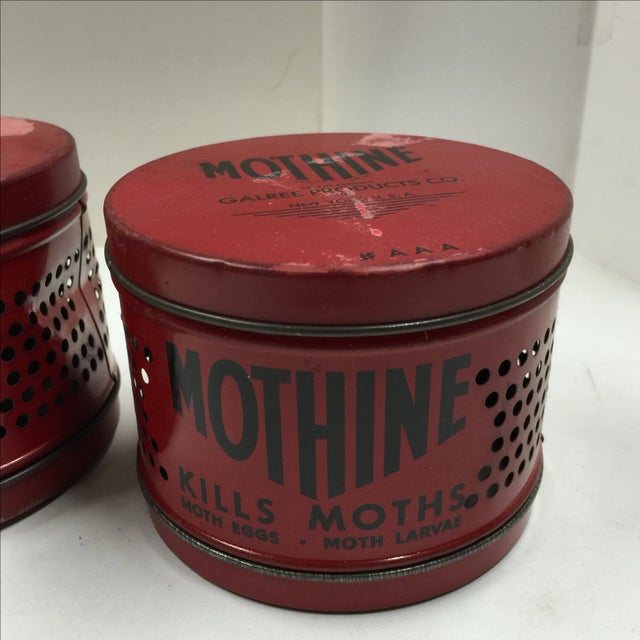 MOTHINE
GALREE PRODUCTS CO.
NEW YORK U.S.A.
#AAA
MOTHINE
KILLS MOTHS
MOTH EGGS · MOTH LARVAE